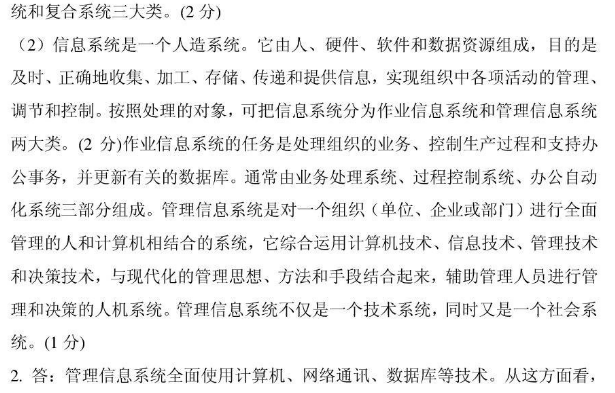 统和复合系统三大类。(2 分)
（2）信息系统是一个人造系统。它由人、硬件、软件和数据资源组成，目的是
及时、正确地收集、加工、存储、传递和提供信息，实现组织中各项活动的管理、
调节和控制。按照处理的对象，可把信息系统分为作业信息系统和管理信息系统
两大类。(2 分)作业信息系统的任务是处理组织的业务、控制生产过程和支持办
公事务，并更新有关的数据库。通常由业务处理系统、过程控制系统、办公自动
化系统三部分组成。管理信息系统是对一个组织（单位、企业或部门）进行全面
管理的人和计算机相结合的系统，它综合运用计算机技术、信息技术、管理技术
和决策技术，与现代化的管理思想、方法和手段结合起来，辅助管理人员进行管
理和决策的人机系统。管理信息系统不仅是一个技术系统，同时又是一个社会系
统。(1 分)
2. 答：管理信息系统全面使用计算机、网络通讯、数据库等技术。从这方面看，